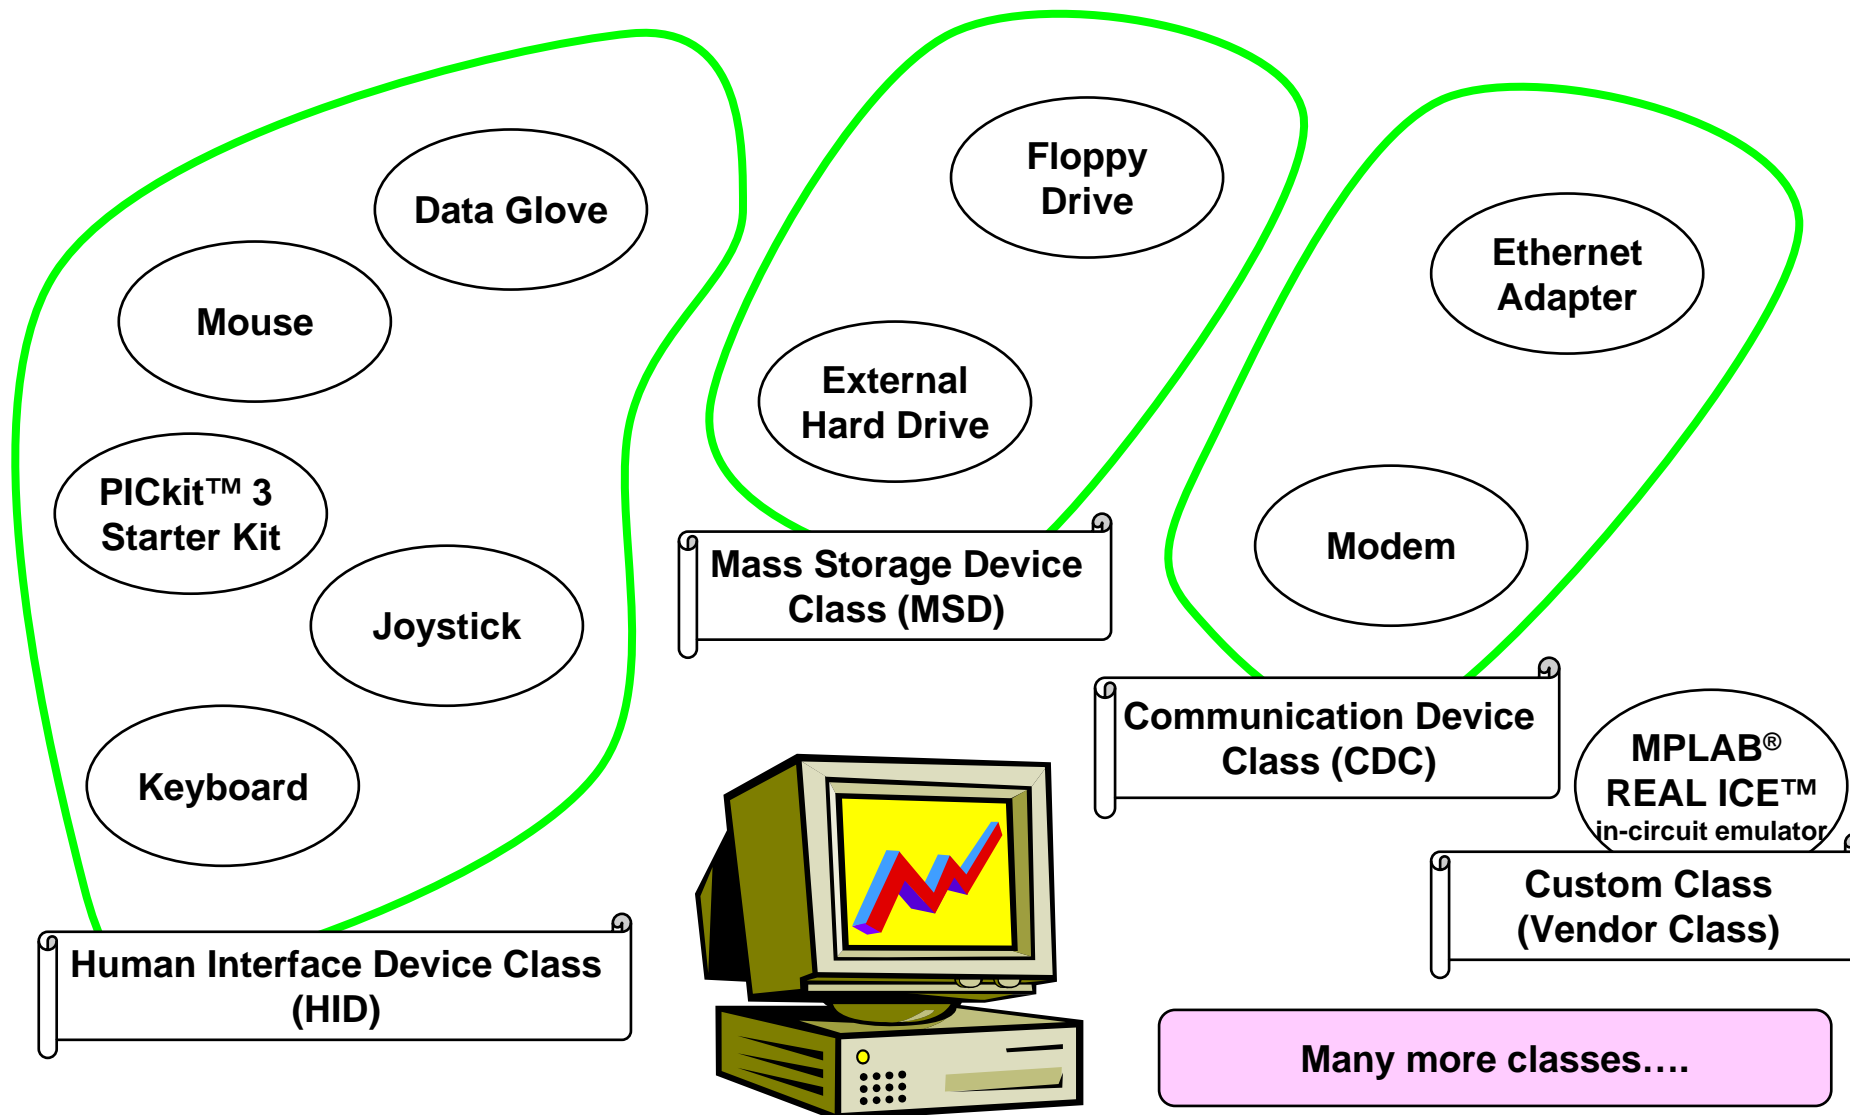 Data Glove
Mouse
PICkit™ 3
Starter Kit
Joystick
Keyboard
Human Interface Device Class
(HID)
Floppy
Drive
External
Hard Drive
Mass Storage Device
Class (MSD)
Ethernet
Adapter
Modem
Communication Device
Class (CDC)
MPLAB®
REAL ICE™
in-circuit emulator
Custom Class
(Vendor Class)
Many more classes….